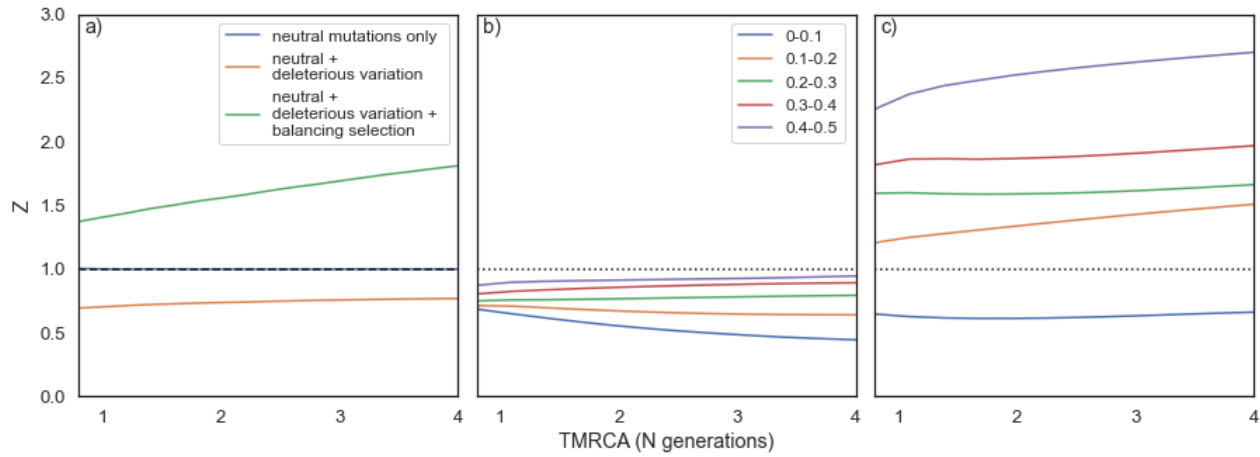 3.0
2.5
2.0
1.5
1.0
0.5
0.0
Z
a)
neutral mutations only
neutral +
deleterious variation
neutral +
deleterious variation +
balancing selection
1
2
3
4
b)
0-0.1
0.1-0.2
0.2-0.3
0.3-0.4
0.4-0.5
1
2
3
4
c)
1
2
3
4
TMRCA (N generations)